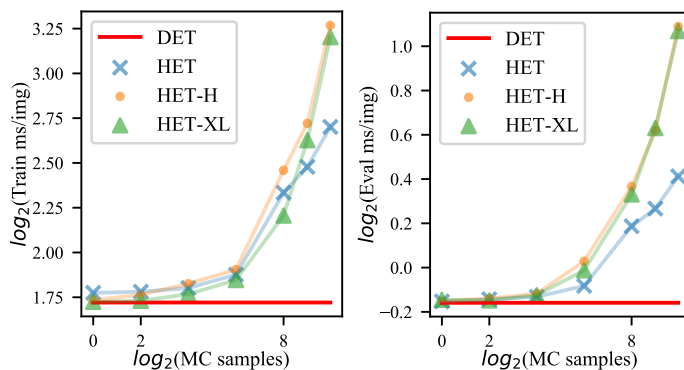 3.25
3.00
2.75
2.50
2.25
2.00
1.75
log₂(Train ms/img)
DET
HET
HET-H
HET-XL
0
2
8
log₂(MC samples)
1.0
0.8
0.6
0.4
0.2
0.0
−0.2
log₂(Eval ms/img)
DET
HET
HET-H
HET-XL
0
8
log₂(MC samples)